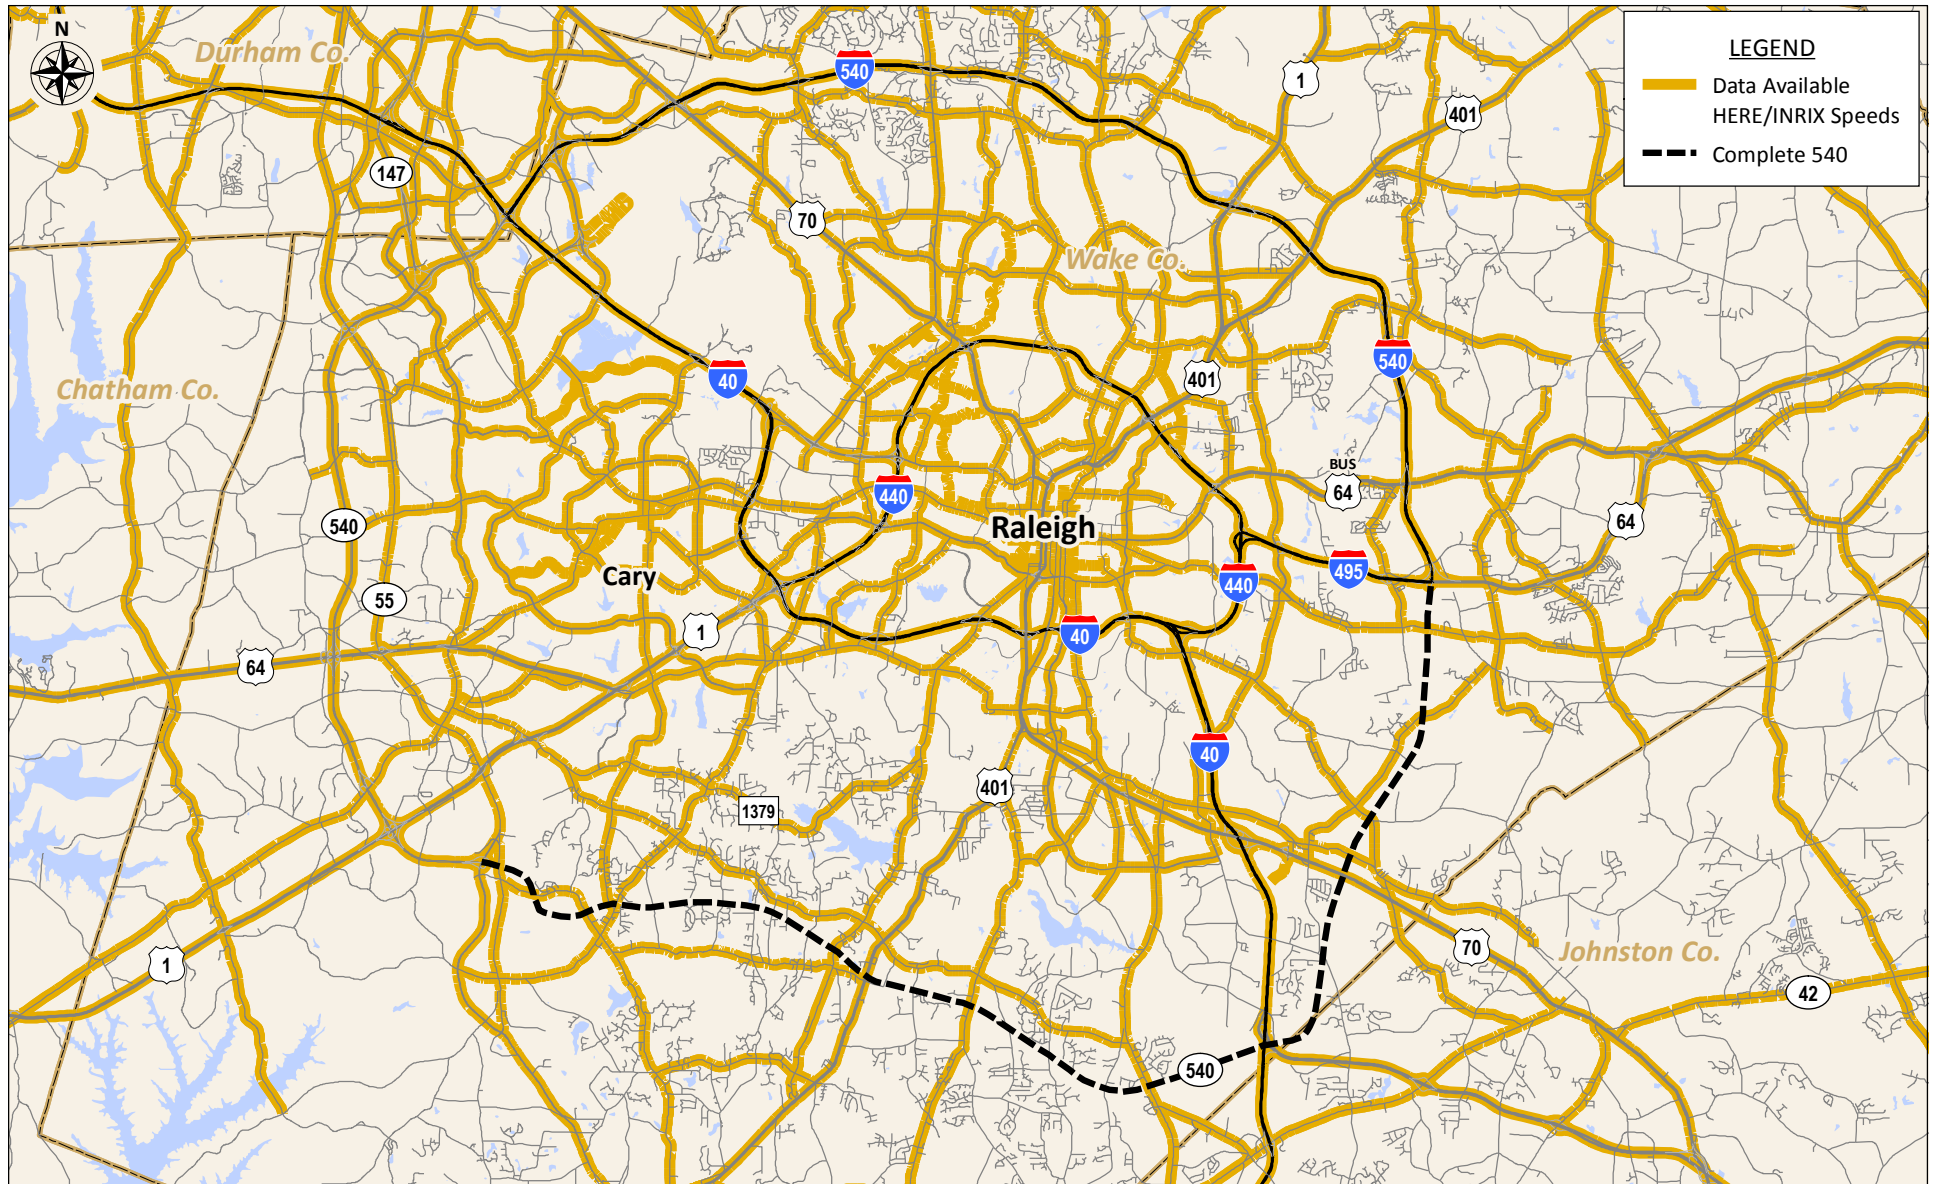 N
Durham Co.
540
1
401
LEGEND
Data Available
HERE/INRIX Speeds
Complete 540
147
70
Wake Co.
Chatham Co.
40
401
540
440
BUS
64
64
540
Raleigh
Cary
55
440
495
1
40
64
40
401
1379
1
70
Johnston Co.
42
540